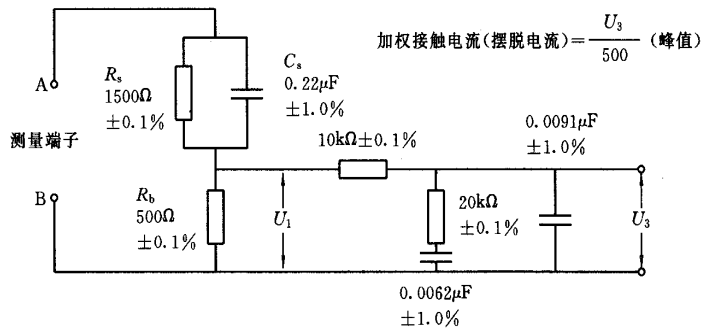 加权接触电流(摆脱电流)=U₃/500 (峰值)
A
Rs
1500Ω
±0.1%
Cs
0.22μF
±1.0%
测量端子
10kΩ±0.1%
0.0091μF
±1.0%
B
Rb
500Ω
±0.1%
U₁
20kΩ
±0.1%
U₃
0.0062μF
±1.0%